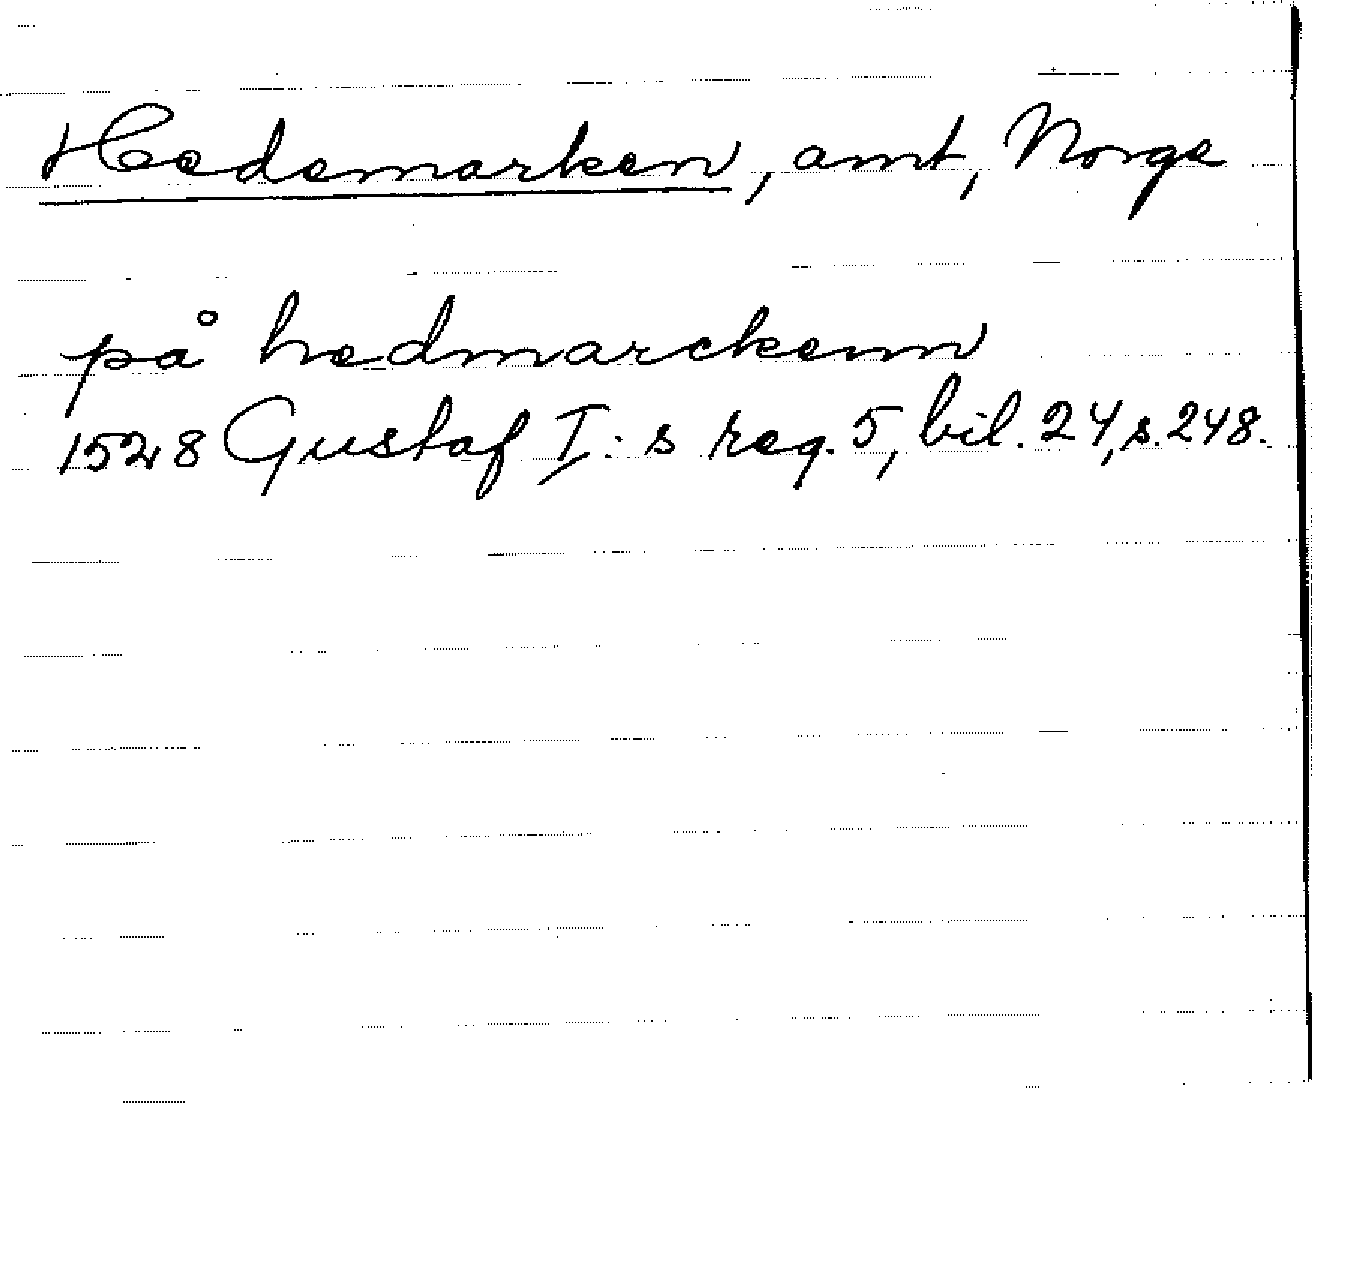 Hedemarken, amt, Norge
på hedmarckenn
1528 Gustaf I:s reg. 5, bil. 24, s. 248.